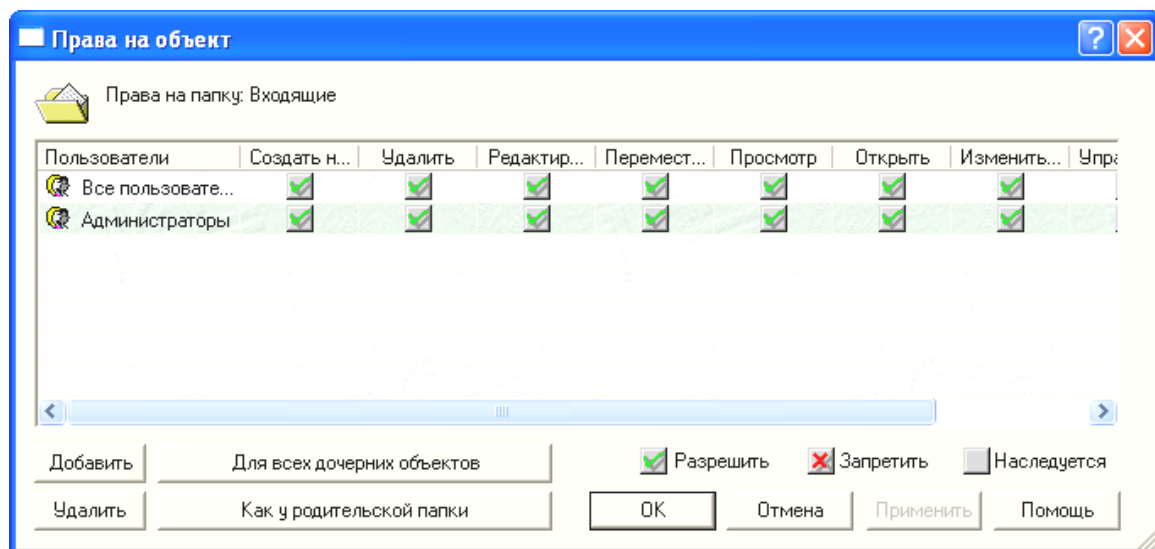 Права на объект
Права на папку: Входящие
Пользователи Создать н... Удалить Редактир... Перемест... Просмотр Открыть Изменить... Упра
Все пользовате...
Администраторы
Добавить Для всех дочерних объектов Разрешить Запретить Наследуется
Удалить Как у родительской папки OK Отмена Применить Помощь